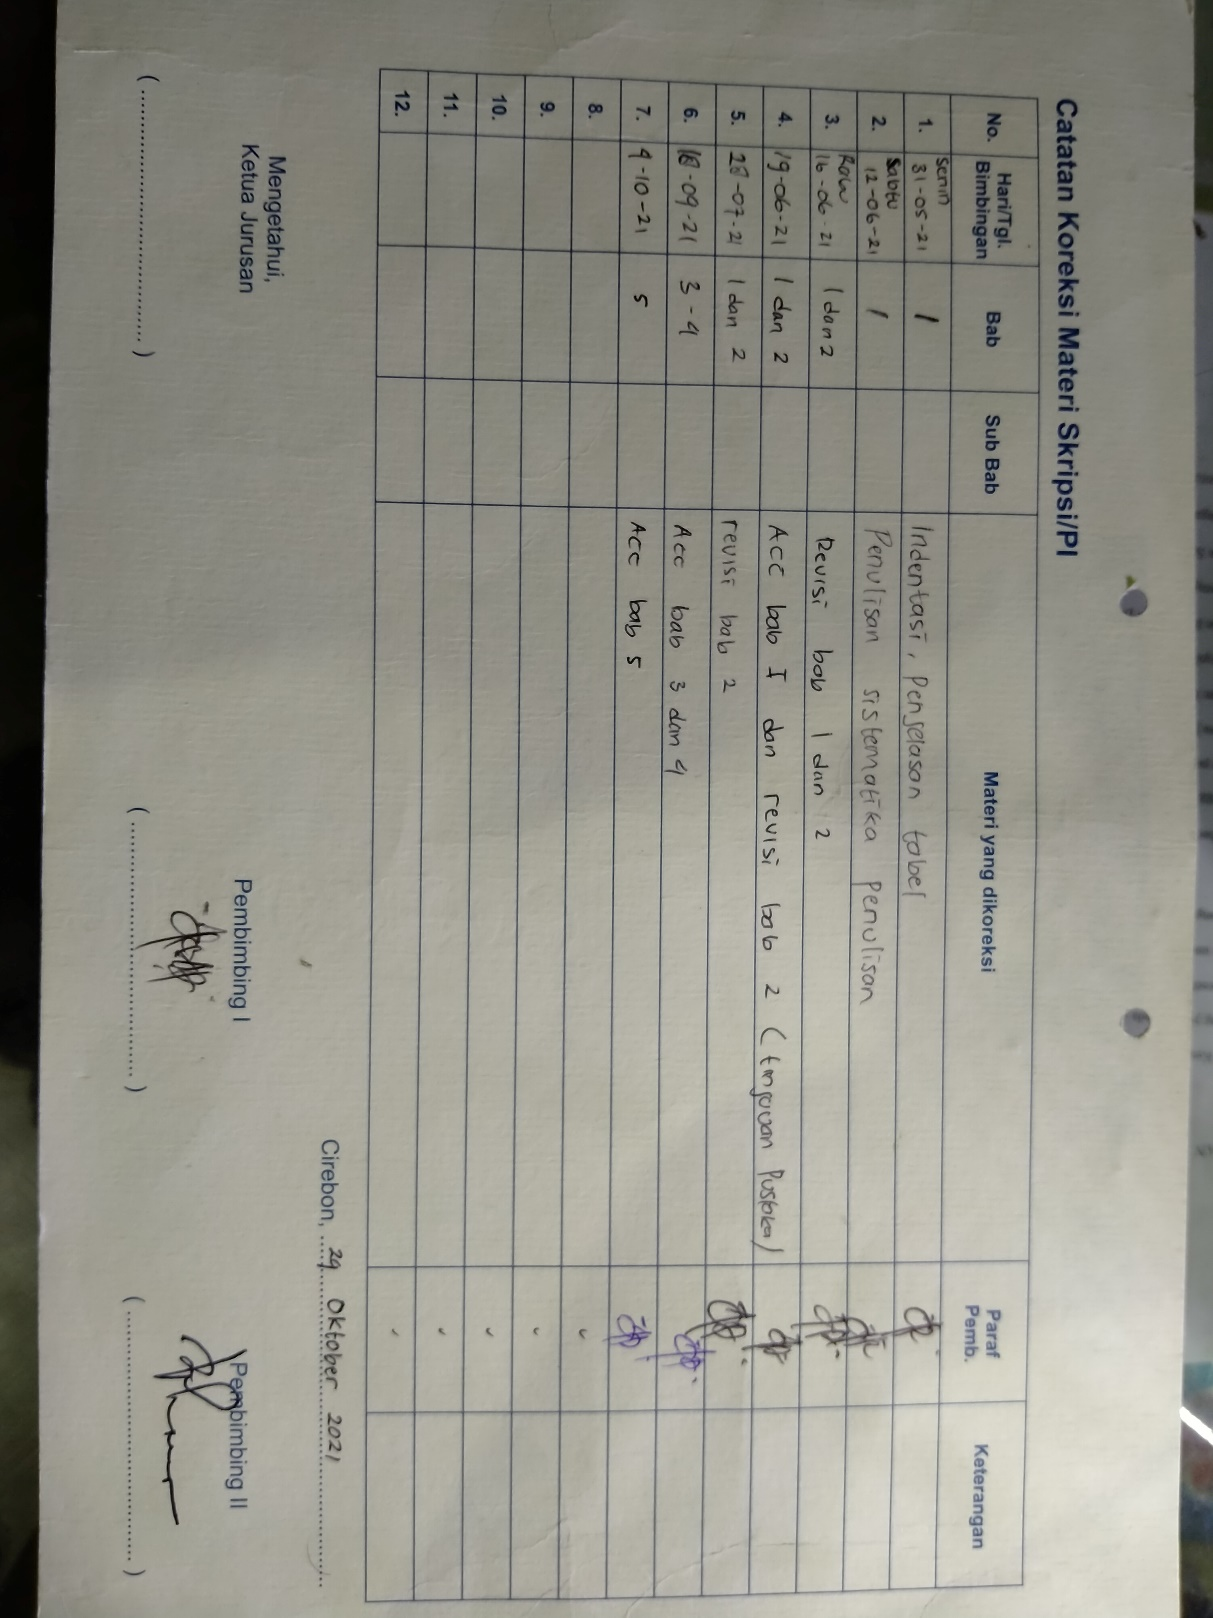 Catatan Koreksi Materi Skripsi/PI
No. Hari/Tgl. Bimbingan Bab Sub Bab Materi yang dikoreksi Paraf Pemb. Keterangan
1. Senin 31-05-21 1 Indentasi, Penjelasan tabel
2. Sabtu 12-06-21 1 Penulisan sistematika penulisan
3. Rabu 16-06-21 1 dan 2 Revisi bab 1 dan 2
4. 19-06-21 1 dan 2 Acc bab I dan revisi bab 2 (tinjauan Pustaka)
5. 28-07-21 1 dan 2 revisi bab 2
6. 18-09-21 3-4 Acc bab 3 dan 4
7. 9-10-21 5 Acc bab 5
8.
9.
10.
11.
12.
Cirebon, 29 Oktober 2021
Mengetahui,
Ketua Jurusan Pembimbing I Pembimbing II
(..............................) (..............................) (..............................)